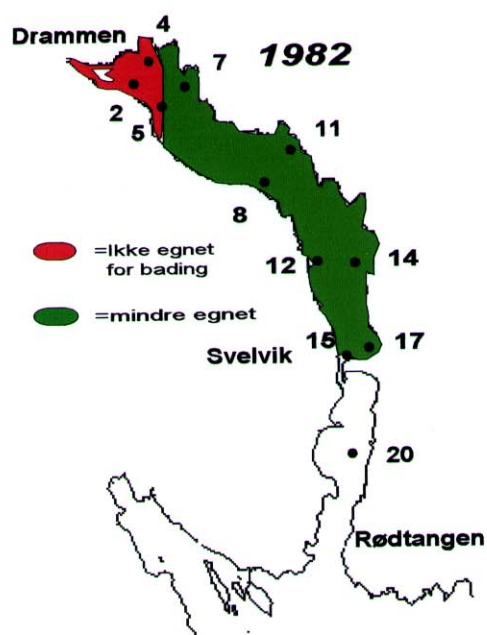 4
Drammen
7
1982
2
5
11
8
=Ikke egnet
for bading
12
14
=mindre egnet
15
17
Svelvik
20
Rødtangen